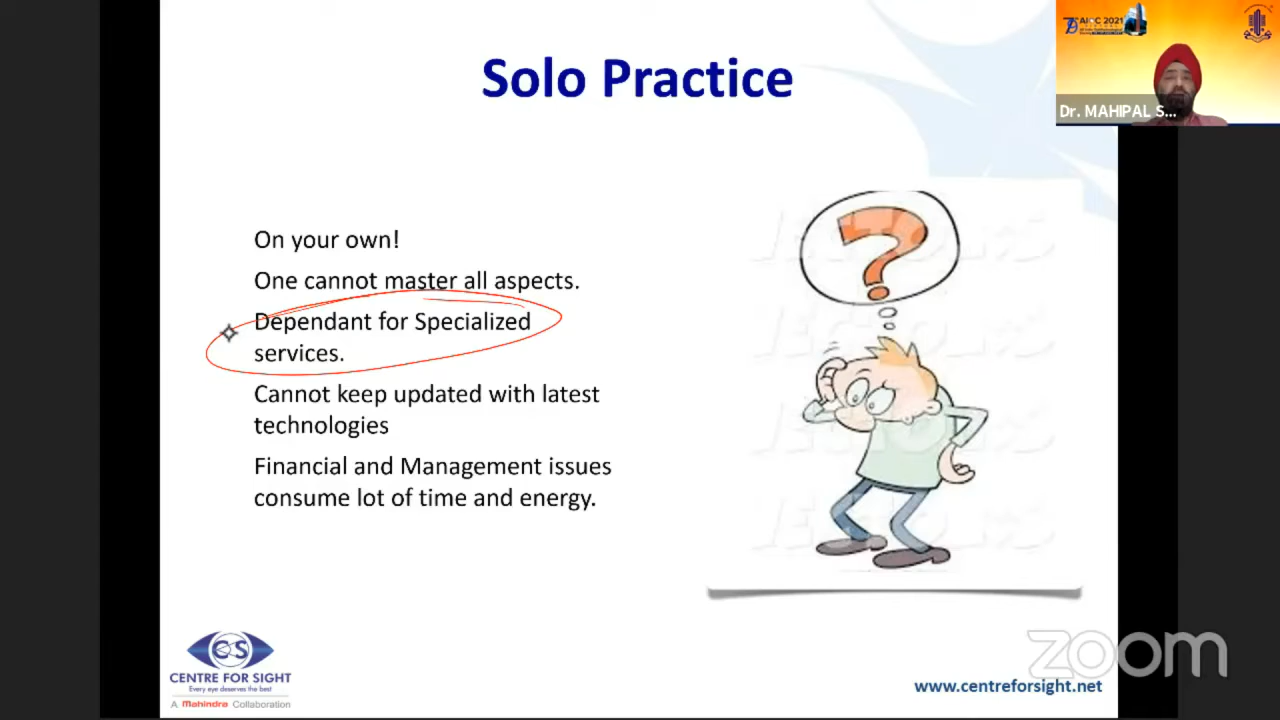 Solo Practice
AIOC 2021
Dr. MAHIPAL S...
On your own!
One cannot master all aspects.
Dependant for Specialized
services.
Cannot keep updated with latest
technologies
Financial and Management issues
consume lot of time and energy.
CS
CENTRE FOR SIGHT
Every eye deserves the best
A Mahindra Collaboration
zoom
www.centreforsight.net